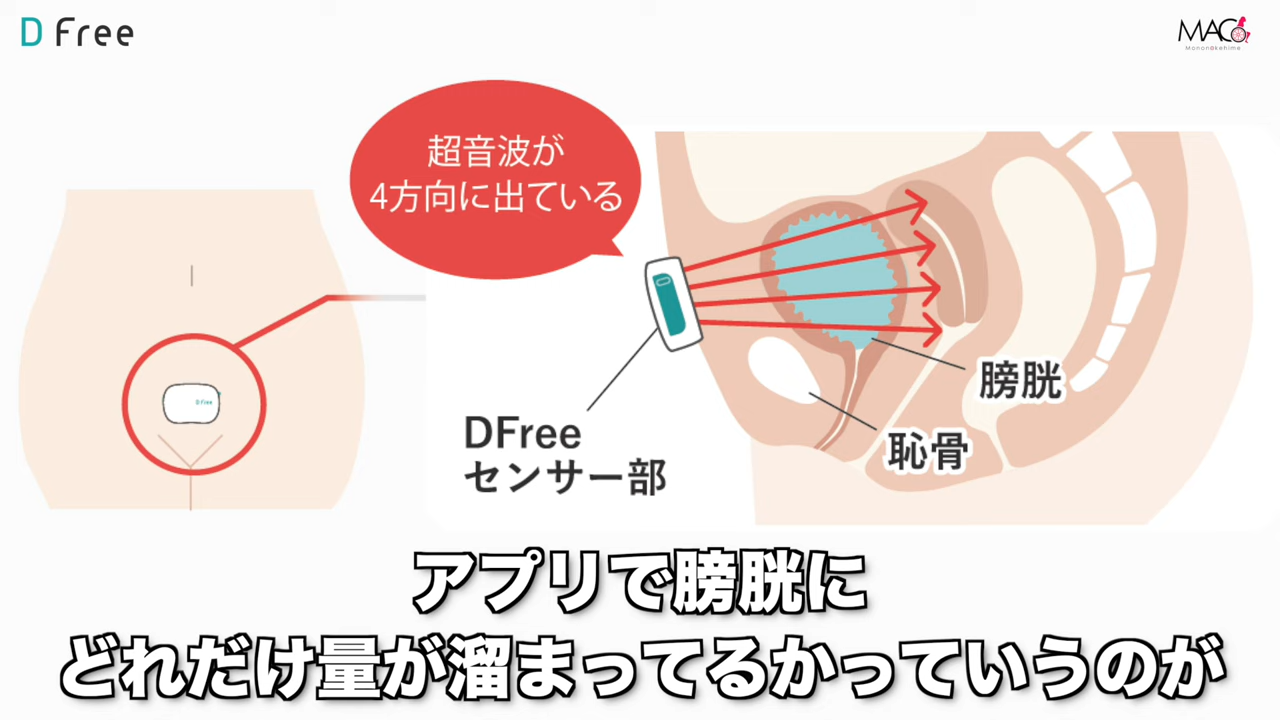 D Free
MACo
Mononokehime
超音波が
4方向に出ている
D Free
膀胱
恥骨
DFree
センサー部
アプリで膀胱に
どれだけ量が溜まってるかっていうのが